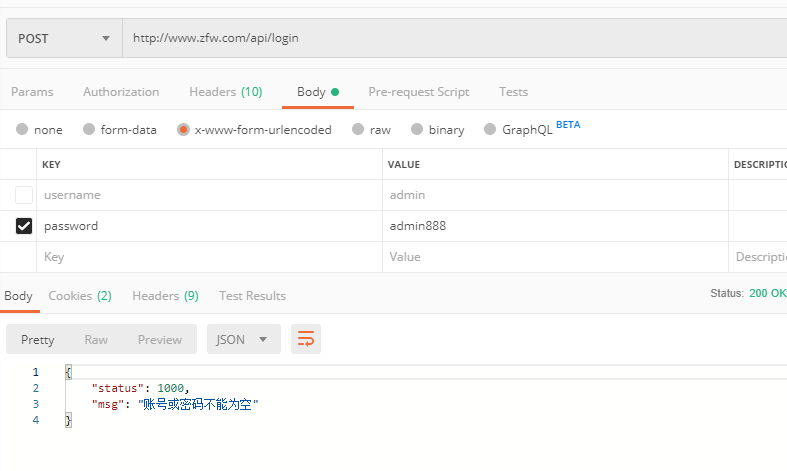 POST http://www.zfw.com/api/login
Params Authorization Headers (10) Body Pre-request Script Tests
none form-data x-www-form-urlencoded raw binary GraphQL BETA
KEY VALUE DESCRIPTIO
username admin
password admin888
Key Value Descripti
Body Cookies (2) Headers (9) Test Results Status: 200 OK
Pretty Raw Preview JSON
1 {
2 "status": 1000,
3 "msg": "账号或密码不能为空"
4 }